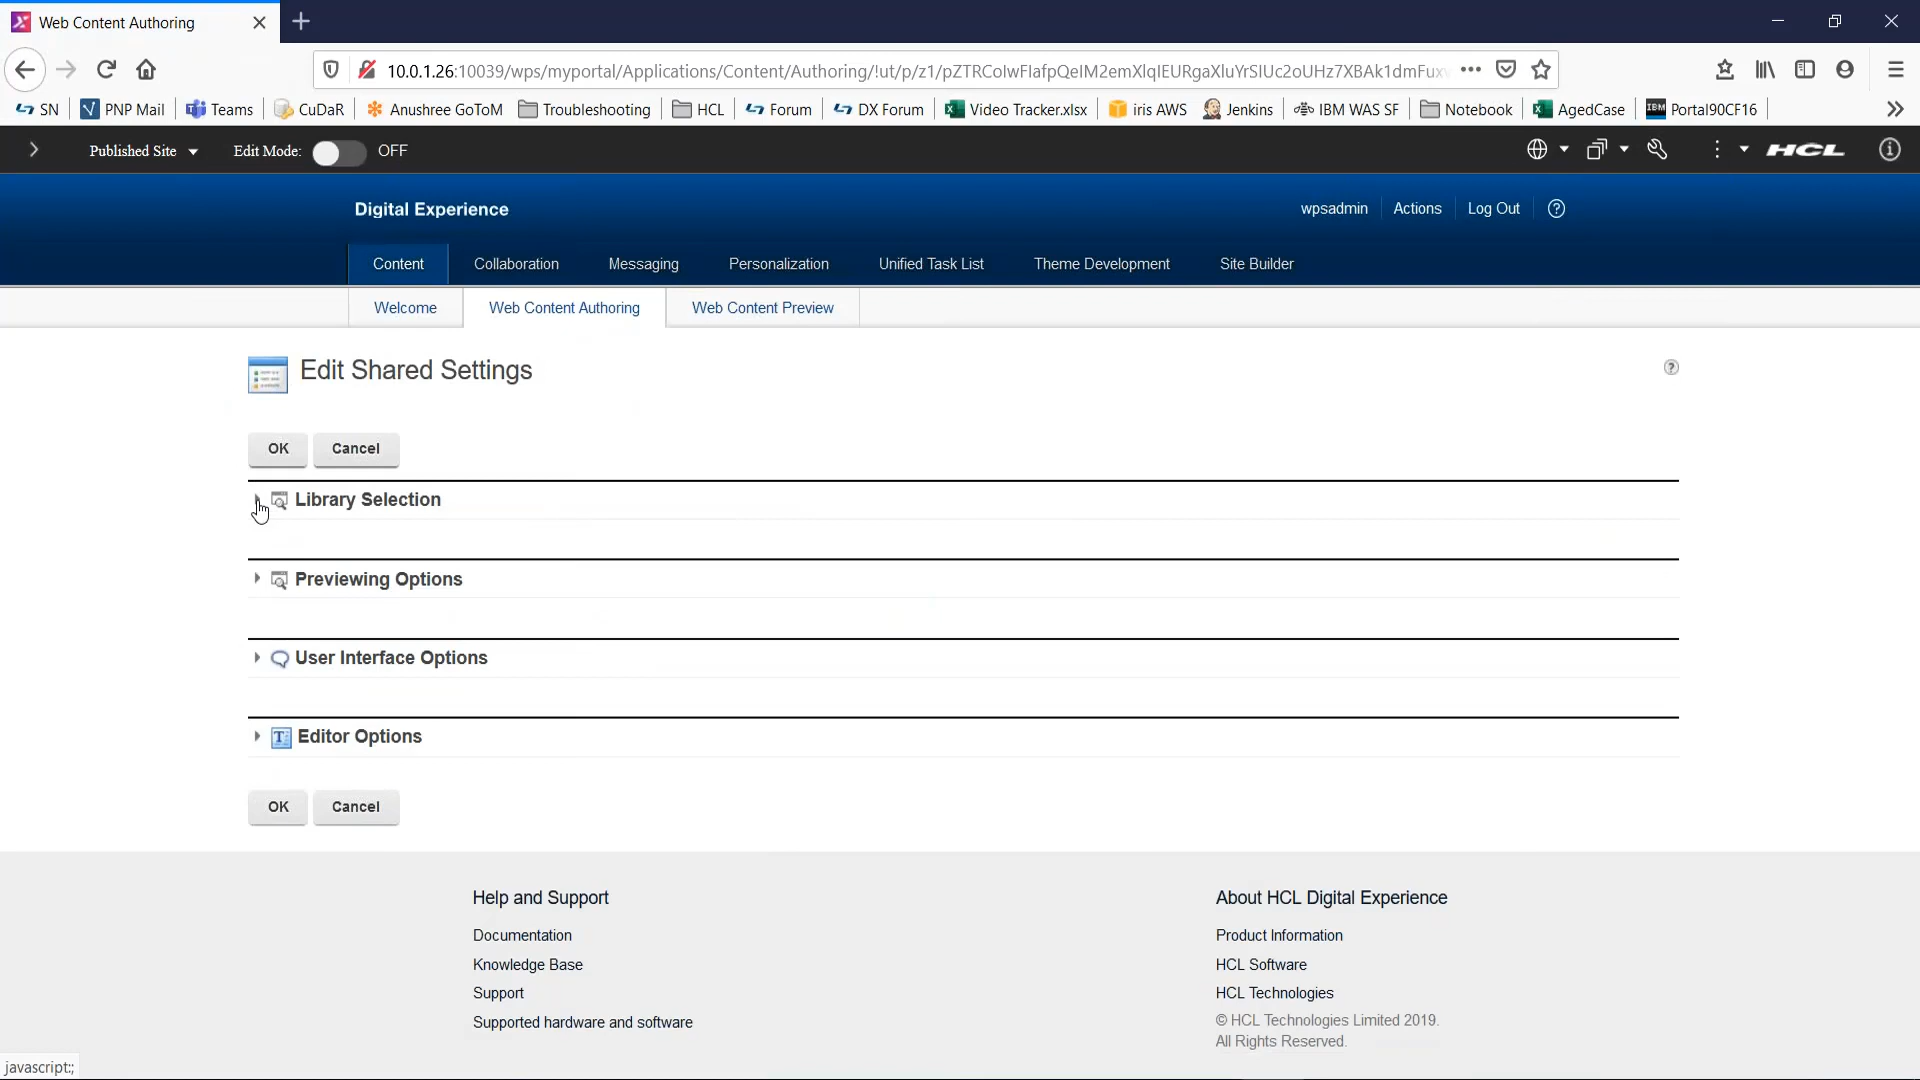 Web Content Authoring
10.0.1.26:10039/wps/myportal/Applications/Content/Authoring/!ut/p/z1/
SN PNP Mail Teams CuDaR Anushree GoToM Troubleshooting HCL Forum DX Forum Video Tracker.xlsx iris AWS Jenkins IBM WAS SF Notebook AgedCase IBM Portal90CF16
Published Site Edit Mode: OFF HCL
Digital Experience wpsadmin Actions Log Out
Content Collaboration Messaging Personalization Unified Task List Theme Development Site Builder
Welcome Web Content Authoring Web Content Preview
Edit Shared Settings
OK Cancel
Library Selection
Previewing Options
User Interface Options
Editor Options
OK Cancel
Help and Support
Documentation
Knowledge Base
Support
Supported hardware and software
About HCL Digital Experience
Product Information
HCL Software
HCL Technologies
© HCL Technologies Limited 2019.
All Rights Reserved.
javascript:;